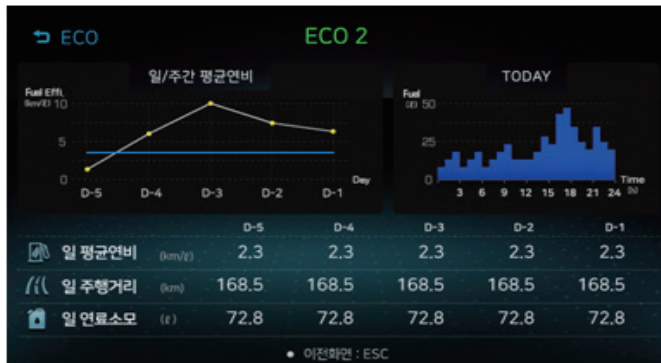 ECO
ECO 2
일/주간 평균연비
Fuel Effi.
(km/ℓ) 10
5
0
D-5 D-4 D-3 D-2 D-1
Day
TODAY
Fuel
(ℓ) 50
25
0
3 6 9 12 15 18 21 24
Time
(h)
D-5 D-4 D-3 D-2 D-1
일 평균연비 (km/ℓ) 2.3 2.3 2.3 2.3 2.3
일 주행거리 (km) 168.5 168.5 168.5 168.5 168.5
일 연료소모 (ℓ) 72.8 72.8 72.8 72.8 72.8
● 이전화면 : ESC